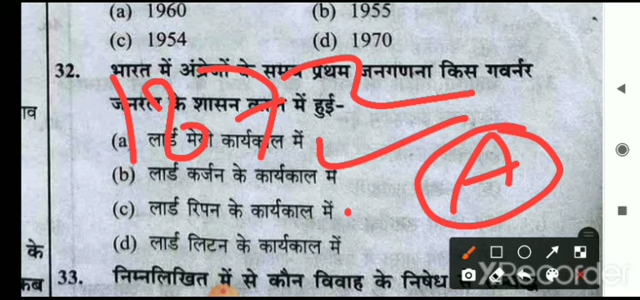 (a) 1960 (b) 1955
(c) 1954 (d) 1970
32. भारत में अंग्रेजों के समय प्रथम जनगणना किस गवर्नर
जनरल के शासन काल में हुई-
1872
(a) लार्ड मेयो कार्यकाल में
A
(b) लार्ड कर्जन के कार्यकाल में
(c) लार्ड रिपन के कार्यकाल में
(d) लार्ड लिटन के कार्यकाल में
के
33. निम्नलिखित में से कौन विवाह के निषेध
XRecorder